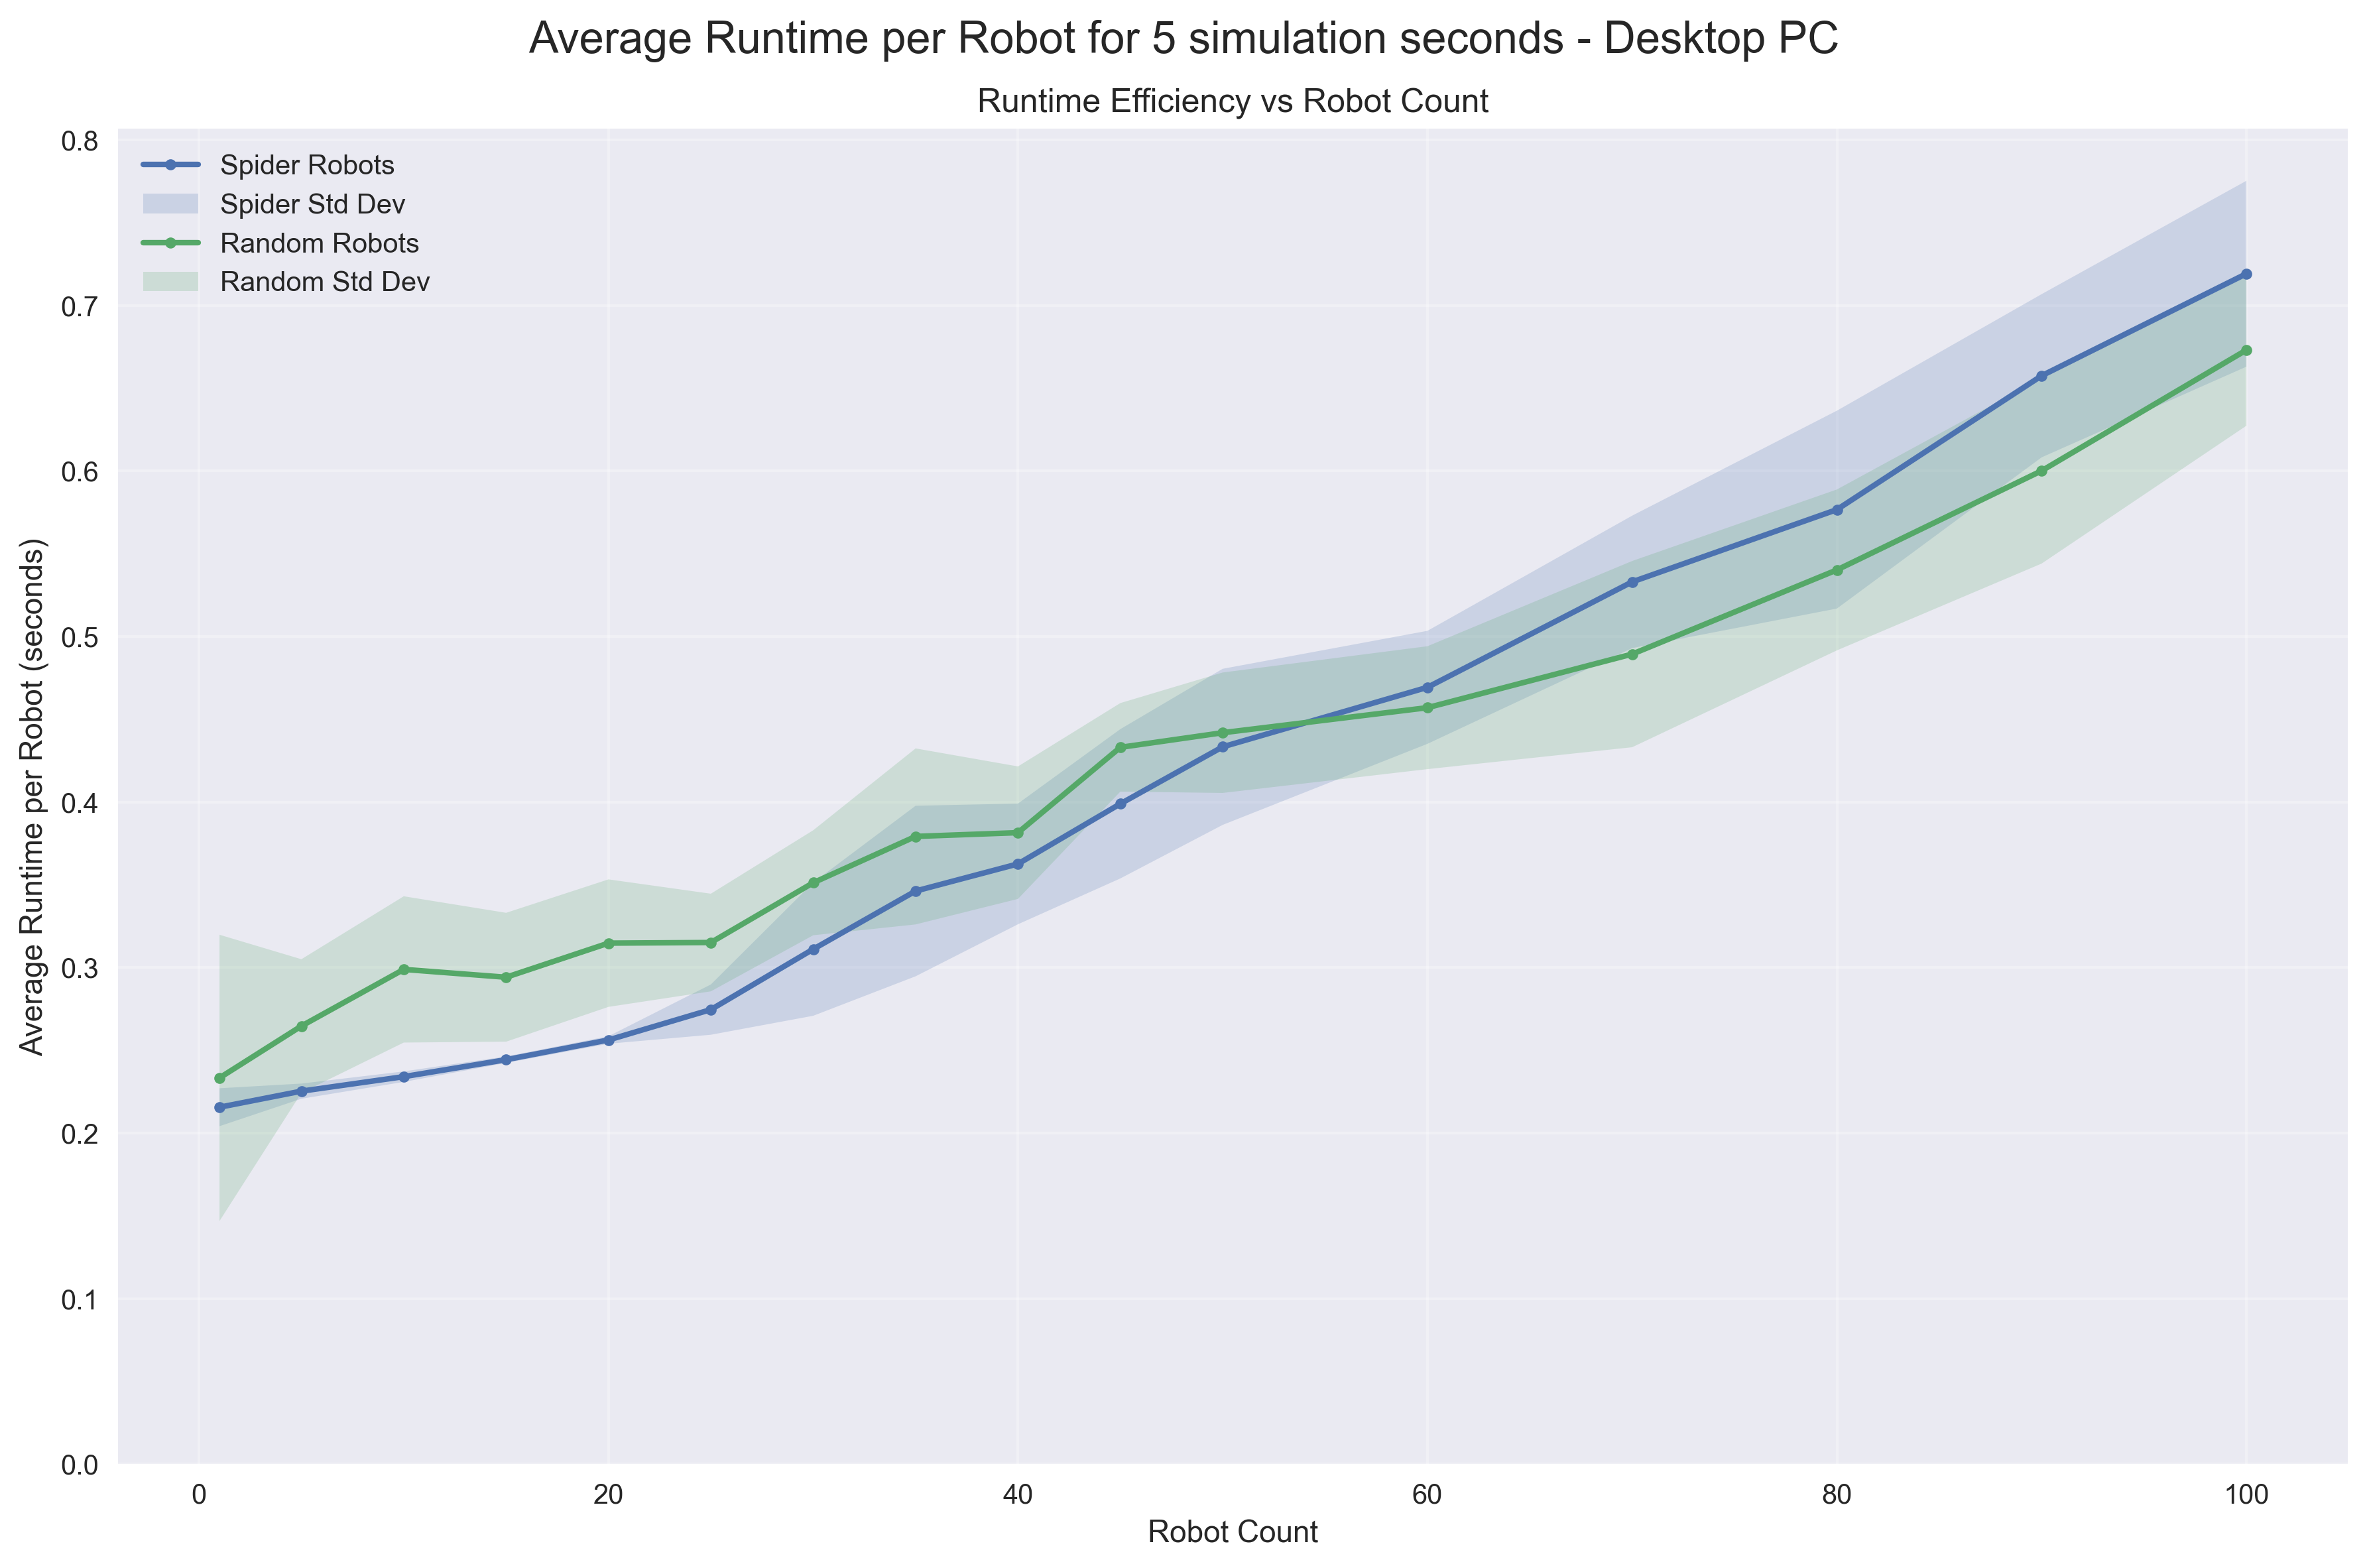 Average Runtime per Robot for 5 simulation seconds - Desktop PC
Runtime Efficiency vs Robot Count
Spider Robots
Spider Std Dev
Random Robots
Random Std Dev
Average Runtime per Robot (seconds)
0.8
0.7
0.6
0.5
0.4
0.3
0.2
0.1
0.0
0 20 40 60 80 100
Robot Count